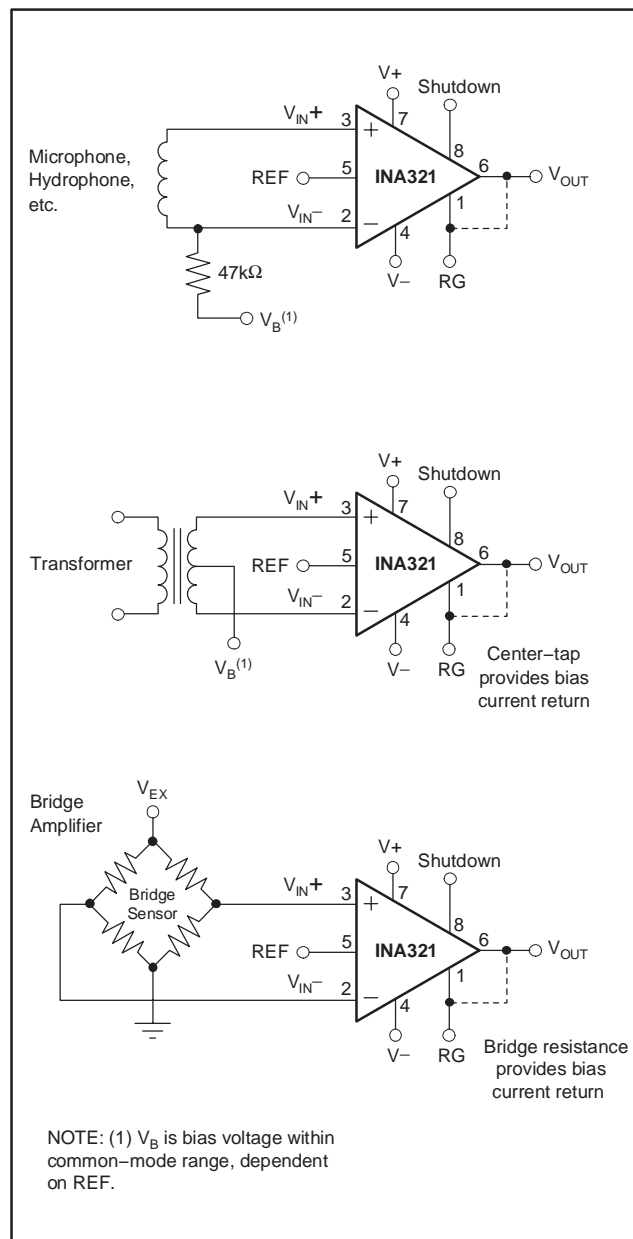 V+
Shutdown
VIN+
3
7
8
Microphone,
Hydrophone,
etc.
+
REF
5
INA321
6
VOUT
VIN−
2
−
1
4
47kΩ
V−
RG
VB(1)
V+
Shutdown
VIN+
3
7
8
+
Transformer
REF
5
INA321
6
VOUT
VIN−
2
−
1
4
VB(1)
V−
RG
Center−tap
provides bias
current return
Bridge
Amplifier
VEX
V+
Shutdown
Bridge
Sensor
VIN+
3
7
8
+
REF
5
INA321
6
VOUT
VIN−
2
−
1
4
V−
RG
Bridge resistance
provides bias
current return
NOTE: (1) VB is bias voltage within
common−mode range, dependent
on REF.